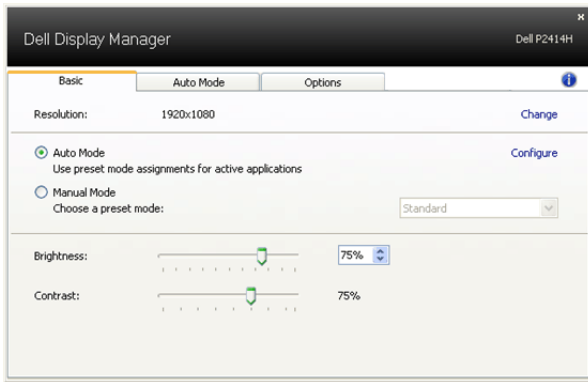 Dell Display Manager
Dell P2414H
Basic
Auto Mode
Options
Resolution:
1920x1080
Change
Auto Mode
Configure
Use preset mode assignments for active applications
Manual Mode
Choose a preset mode:
Standard
Brightness:
75%
Contrast:
75%